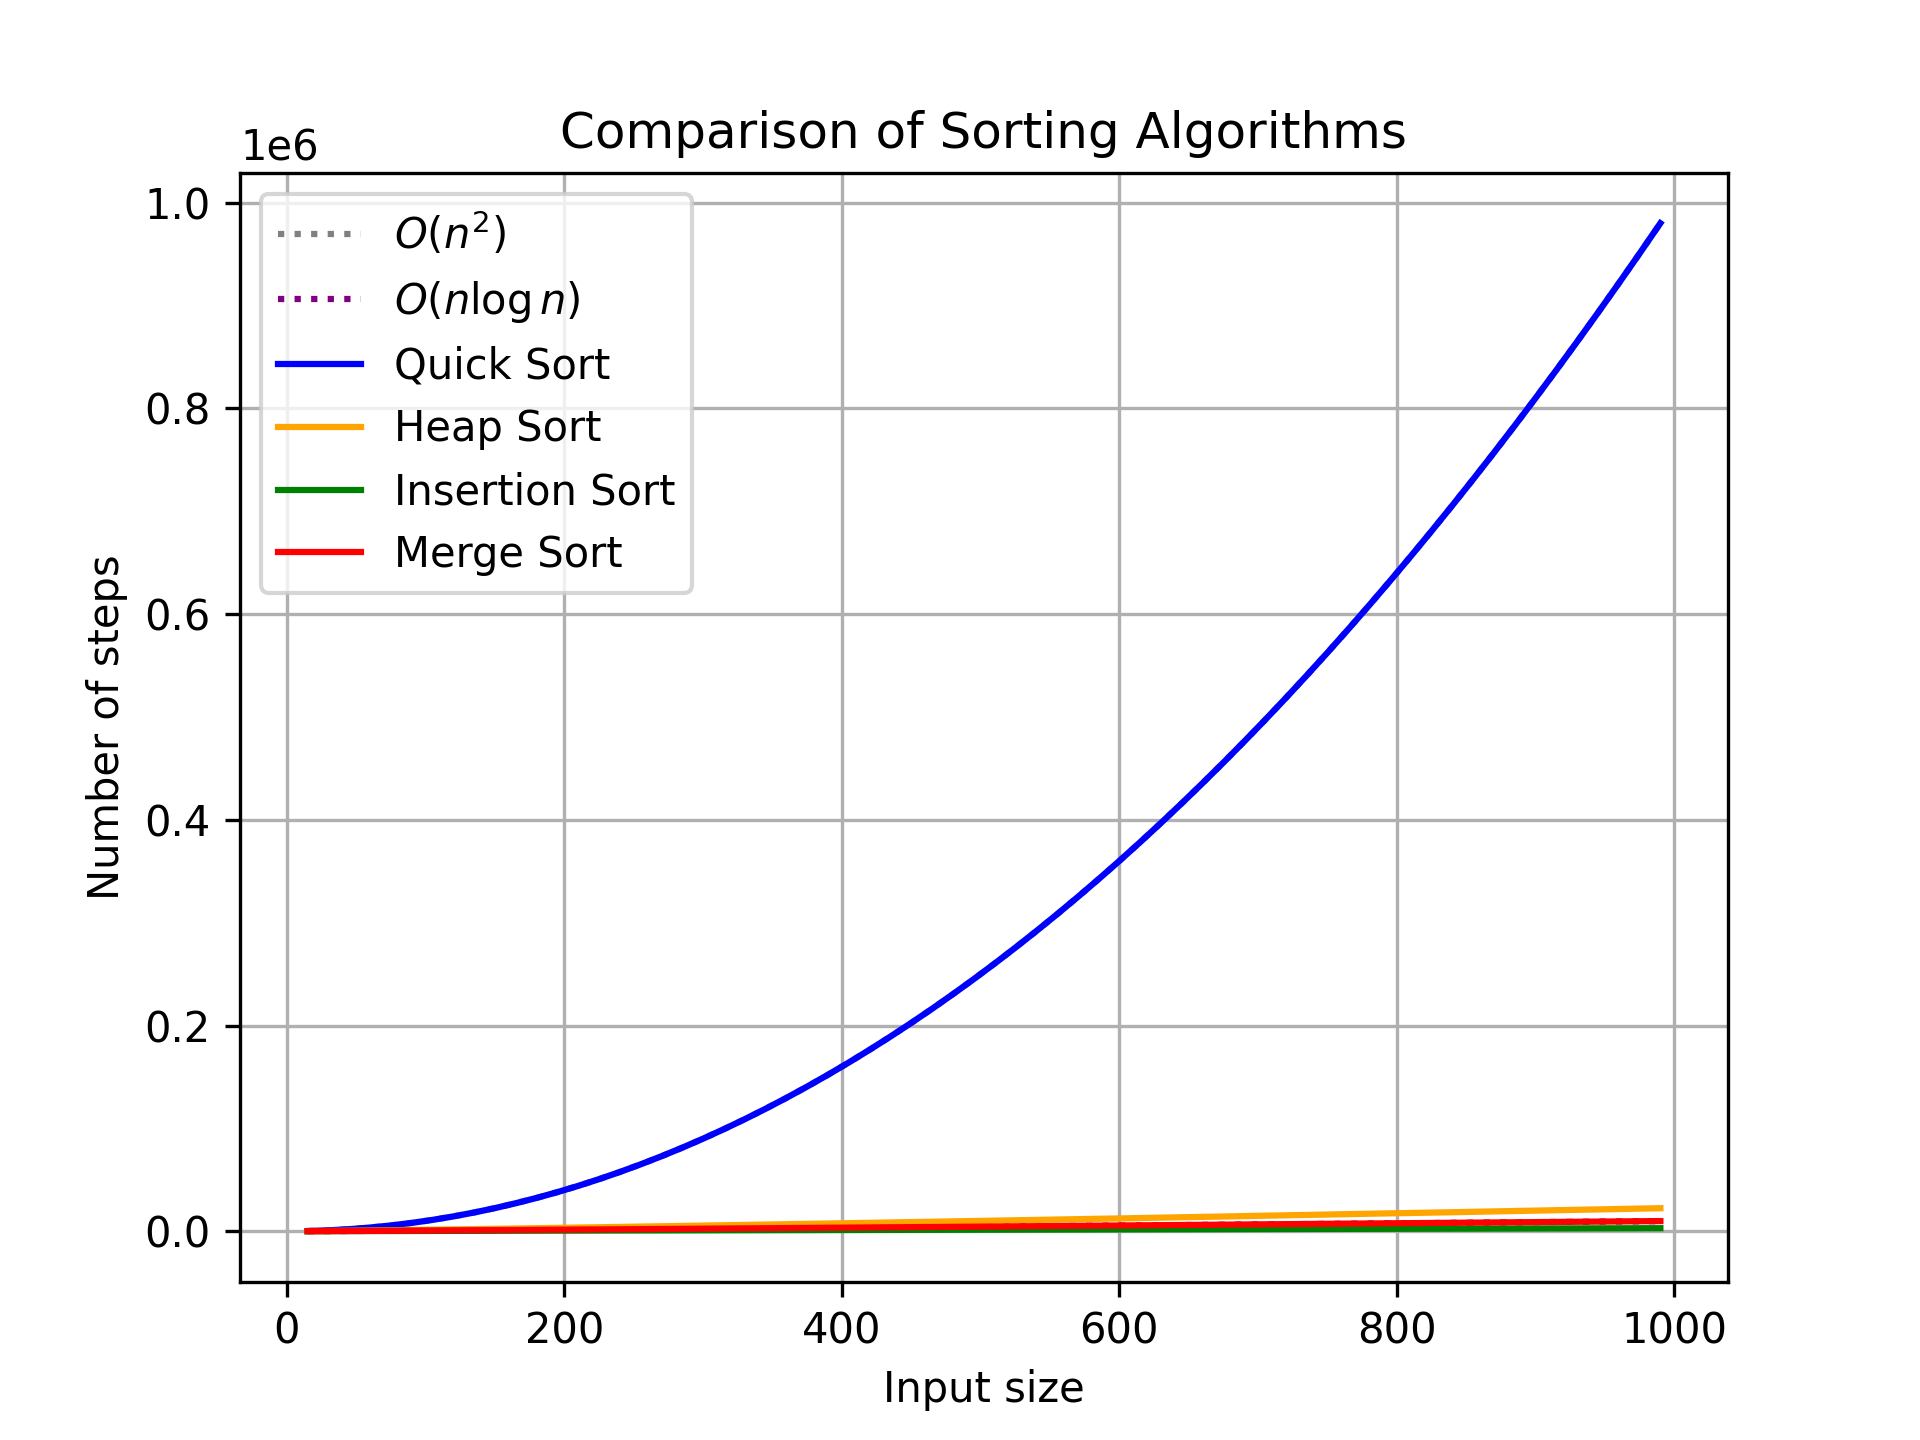 Comparison of Sorting Algorithms
1e6
1.0
0.8
0.6
0.4
0.2
0.0
Number of steps
O(n²)
O(n log n)
Quick Sort
Heap Sort
Insertion Sort
Merge Sort
0 200 400 600 800 1000
Input size